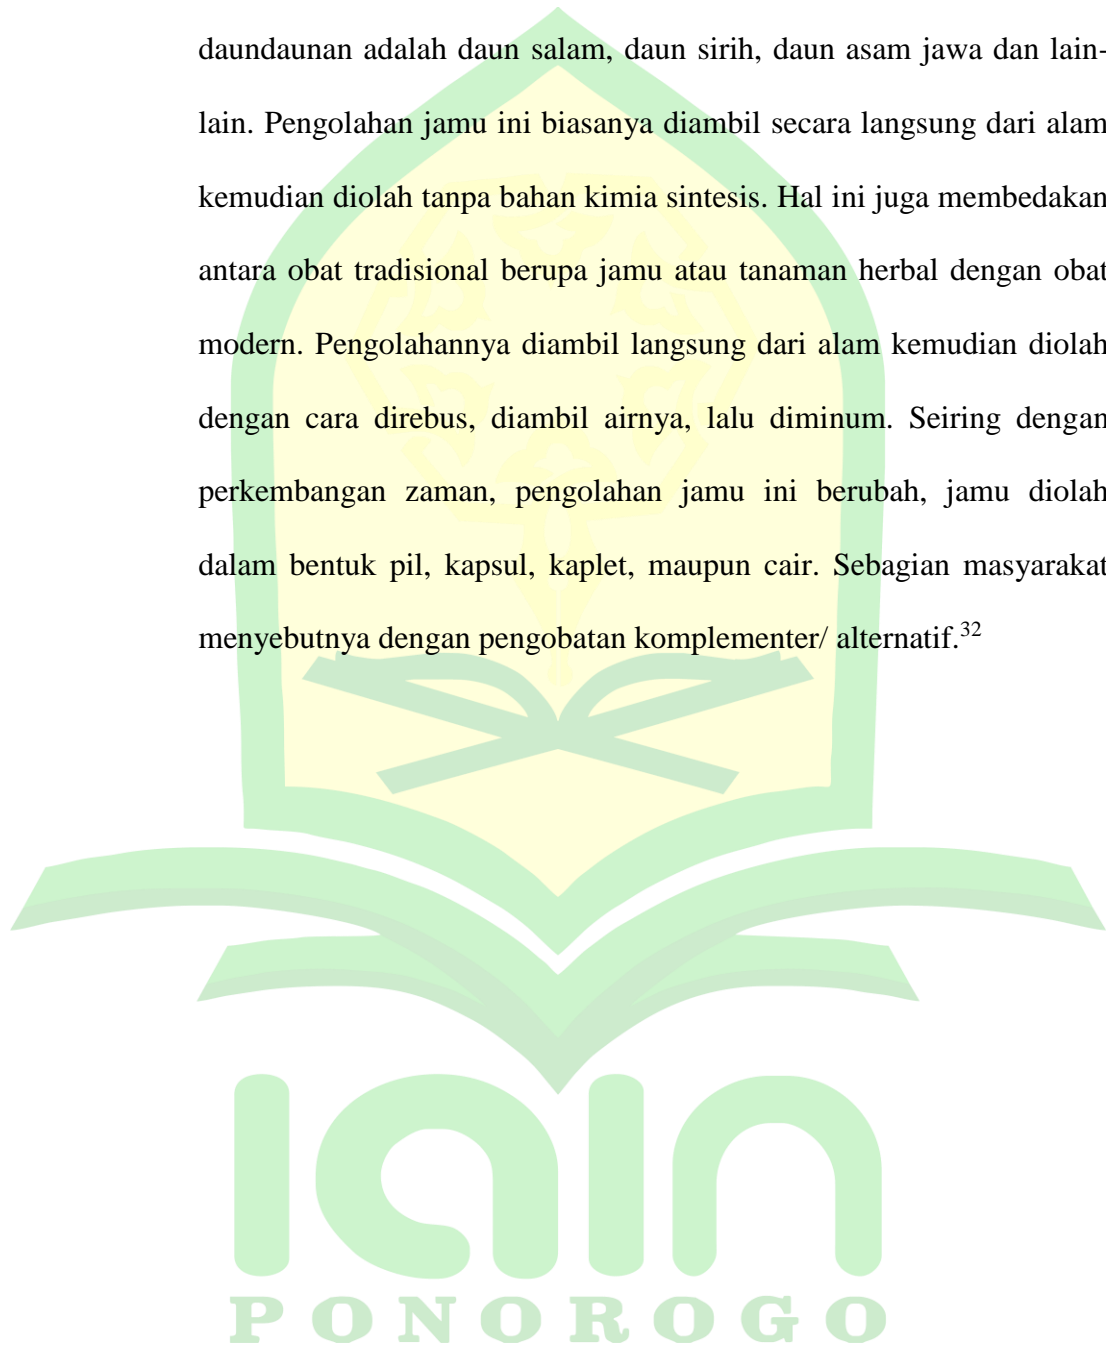 daundaunan adalah daun salam, daun sirih, daun asam jawa dan lain-
lain. Pengolahan jamu ini biasanya diambil secara langsung dari alam
kemudian diolah tanpa bahan kimia sintesis. Hal ini juga membedakan
antara obat tradisional berupa jamu atau tanaman herbal dengan obat
modern. Pengolahannya diambil langsung dari alam kemudian diolah
dengan cara direbus, diambil airnya, lalu diminum. Seiring dengan
perkembangan zaman, pengolahan jamu ini berubah, jamu diolah
dalam bentuk pil, kapsul, kaplet, maupun cair. Sebagian masyarakat
menyebutnya dengan pengobatan komplementer/ alternatif.³²
iain
PONOROGO